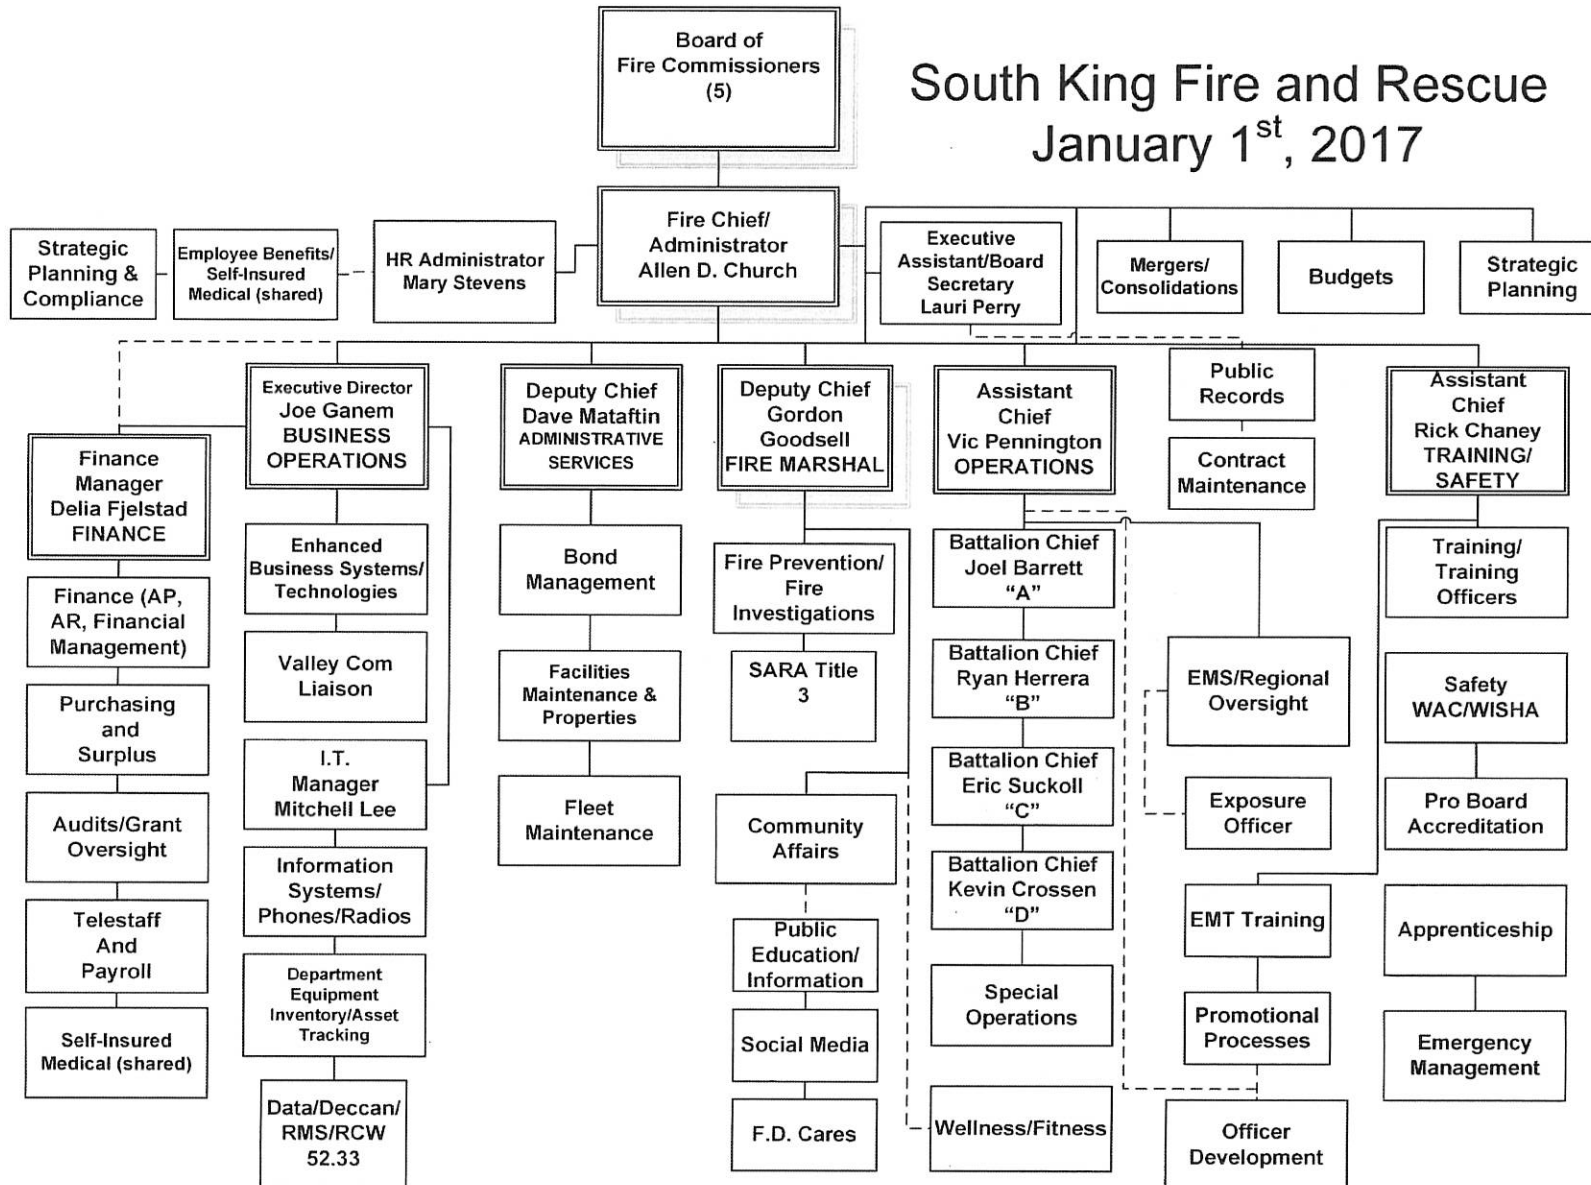 Board of
Fire Commissioners
(5)
South King Fire and Rescue
January 1st, 2017
Fire Chief/
Administrator
Allen D. Church
Strategic
Planning &
Compliance
Employee Benefits/
Self-Insured
Medical (shared)
HR Administrator
Mary Stevens
Executive
Assistant/Board
Secretary
Lauri Perry
Mergers/
Consolidations
Budgets
Strategic
Planning
Executive Director
Joe Ganem
BUSINESS
OPERATIONS
Deputy Chief
Dave Mataftin
ADMINISTRATIVE
SERVICES
Deputy Chief
Gordon
Goodsell
FIRE MARSHAL
Assistant
Chief
Vic Pennington
OPERATIONS
Public
Records
Contract
Maintenance
Assistant
Chief
Rick Chaney
TRAINING/
SAFETY
Finance
Manager
Delia Fjelstad
FINANCE
Finance (AP,
AR, Financial
Management)
Purchasing
and
Surplus
Audits/Grant
Oversight
Telestaff
And
Payroll
Self-Insured
Medical (shared)
Enhanced
Business Systems/
Technologies
Valley Com
Liaison
I.T.
Manager
Mitchell Lee
Information
Systems/
Phones/Radios
Department
Equipment
Inventory/Asset
Tracking
Data/Deccan/
RMS/RCW
52.33
Bond
Management
Facilities
Maintenance &
Properties
Fleet
Maintenance
Fire Prevention/
Fire
Investigations
SARA Title
3
Community
Affairs
Public
Education/
Information
Social Media
F.D. Cares
Battalion Chief
Joel Barrett
“A”
Battalion Chief
Ryan Herrera
“B”
Battalion Chief
Eric Suckoll
“C”
Battalion Chief
Kevin Crossen
“D”
Special
Operations
Wellness/Fitness
EMS/Regional
Oversight
Exposure
Officer
EMT Training
Promotional
Processes
Officer
Development
Training/
Training
Officers
Safety
WAC/WISHA
Pro Board
Accreditation
Apprenticeship
Emergency
Management